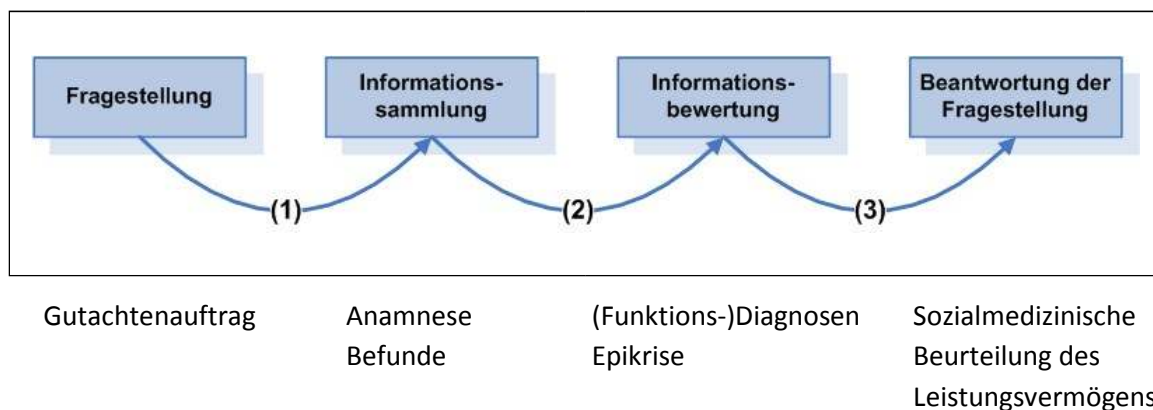 Fragestellung
Informations-
sammlung
Informations-
bewertung
Beantwortung der
Fragestellung
(1)
(2)
(3)
Gutachtenauftrag
Anamnese
Befunde
(Funktions-)Diagnosen
Epikrise
Sozialmedizinische
Beurteilung des
Leistungsvermögens